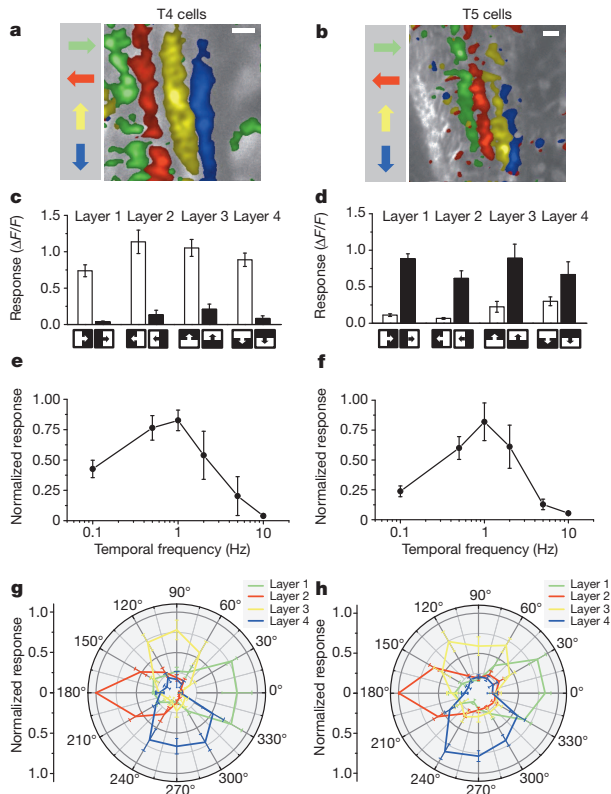 T4 cells
T5 cells
a
b
c
d
Layer 1 Layer 2 Layer 3 Layer 4
Layer 1 Layer 2 Layer 3 Layer 4
Response (ΔF/F)
1.5
1.0
0.5
0.0
Response (ΔF/F)
1.5
1.0
0.5
0.0
e
f
Normalized response
1.00
0.75
0.50
0.25
0
0.1
1
10
Temporal frequency (Hz)
Normalized response
1.00
0.75
0.50
0.25
0
0.1
1
10
Temporal frequency (Hz)
g
Normalized response
1.0
0.5
0
0.5
1.0
90°
120°
60°
150°
30°
180°
0°
210°
330°
240°
300°
270°
Layer 1
Layer 2
Layer 3
Layer 4
h
Normalized response
1.0
0.5
0
0.5
1.0
90°
120°
60°
150°
30°
180°
0°
210°
330°
240°
300°
270°
Layer 1
Layer 2
Layer 3
Layer 4